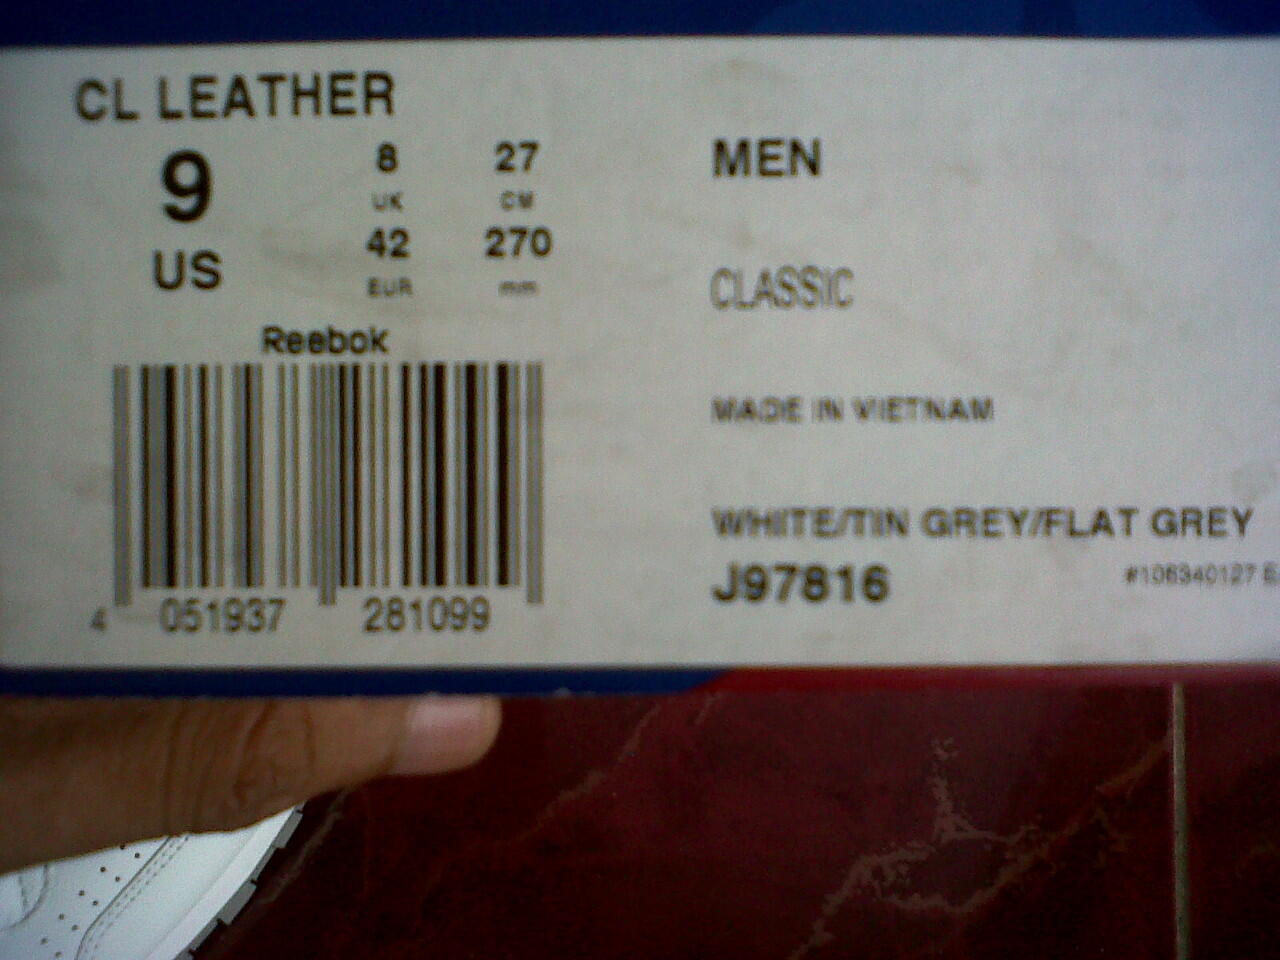 CL LEATHER
9
US
8
UK
42
EUR
27
CM
270
mm
Reebok
4 051937 281099
MEN
CLASSIC
MADE IN VIETNAM
WHITE/TIN GREY/FLAT GREY
J97816
#106340127